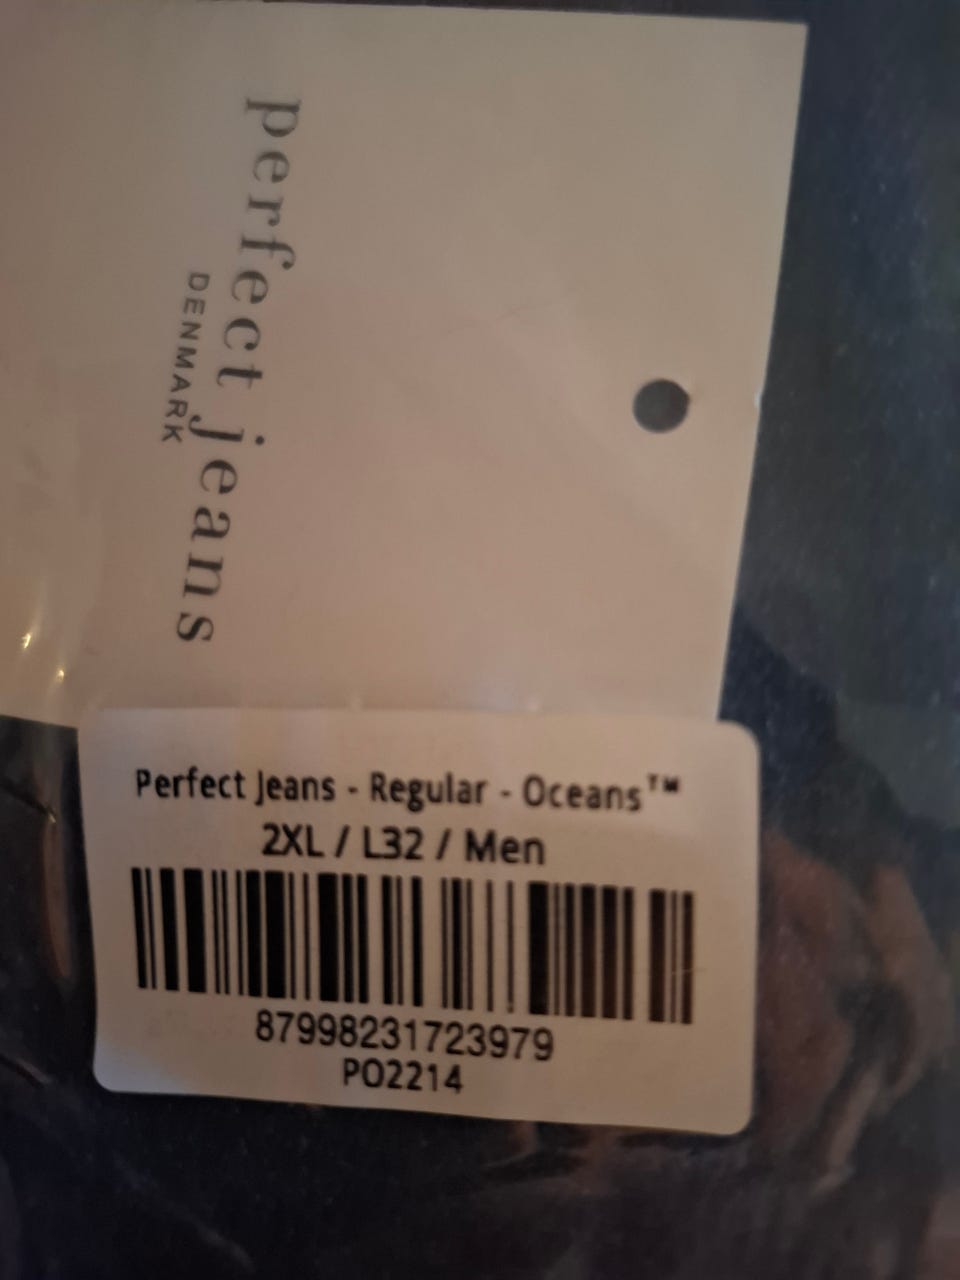 perfect jeans
DENMARK
Perfect Jeans - Regular - Oceans™
2XL / L32 / Men
87998231723979
PO2214